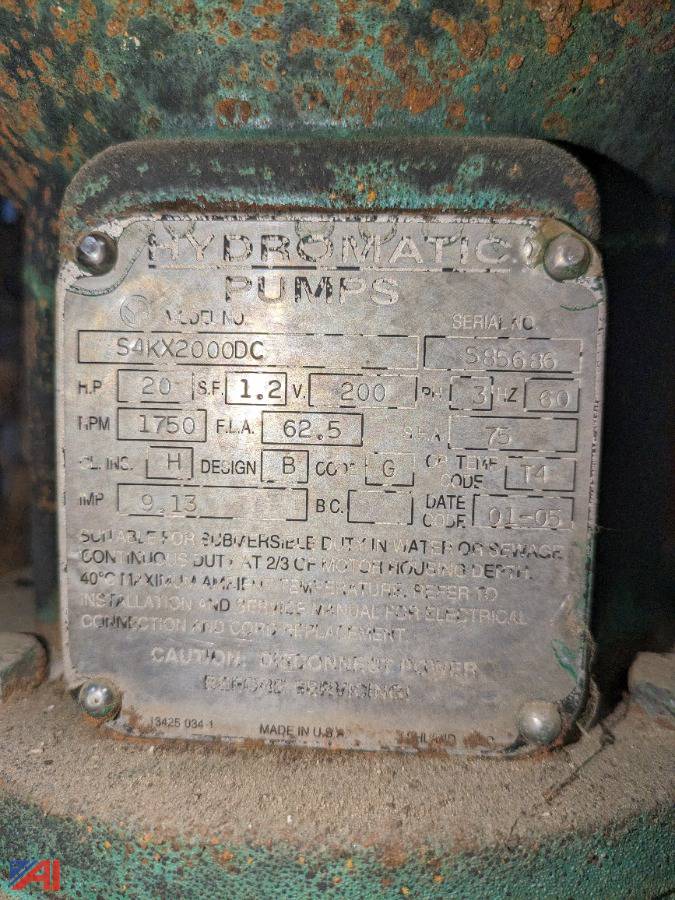 HYDROMATIC
PUMPS
MODEL NO. SERIAL NO.
S4KX2000DC S85686
H.P. 20 S.F. 1.2 V. 200 PH 3 HZ 60
RPM 1750 F.L.A. 62.5 S.F.A. 75
CL. INS. H DESIGN B CODE G OP. TEMP. CODE T4
IMP 9.13 B.C. DATE CODE 01-05
SUITABLE FOR SUBMERSIBLE DUTY IN WATER OR SEWAGE
CONTINUOUS DUTY AT 2/3 OF MOTOR HOUSING DEPTH.
40°C MAXIMUM AMBIENT TEMPERATURE. REFER TO
INSTALLATION AND SERVICE MANUAL FOR ELECTRICAL
CONNECTION AND CORD REPLACEMENT.
CAUTION: DISCONNECT POWER
BEFORE SERVICING!
13425 034-1 MADE IN U.S.A.
AI